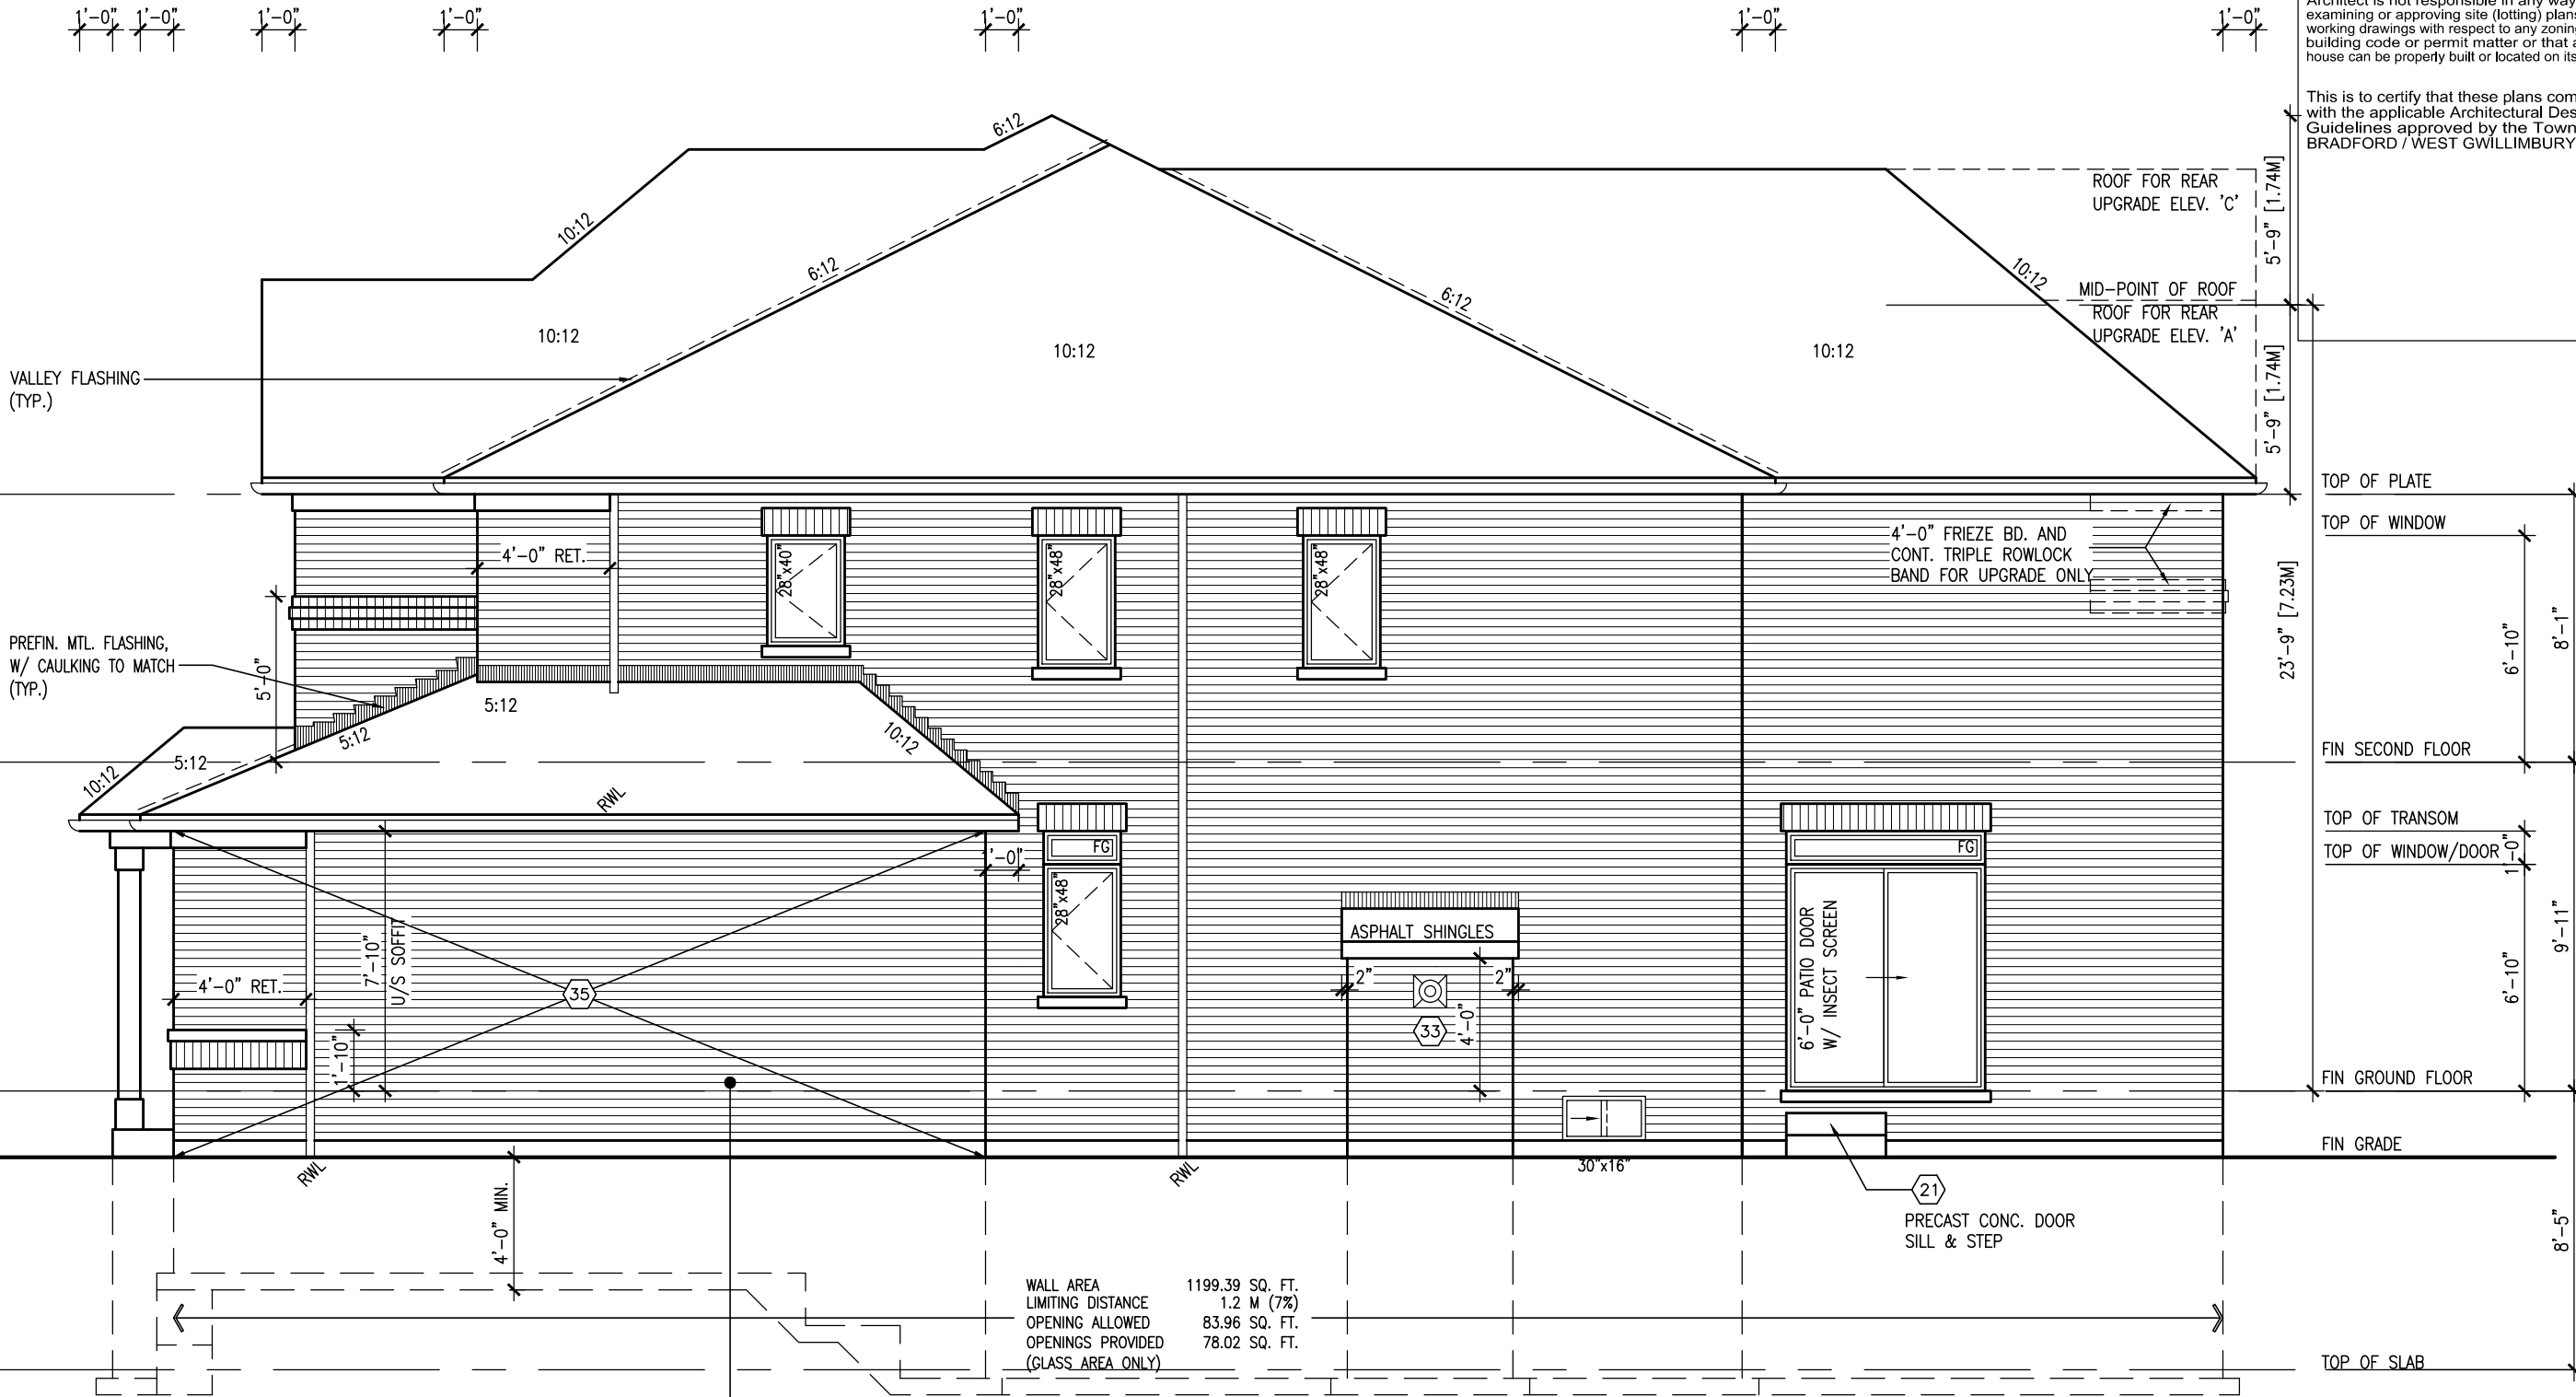 1'-0" 1'-0" 1'-0" 1'-0" 1'-0" 1'-0" 1'-0"
Architect is not responsible in any way
examining or approving site (lotting) plans
working drawings with respect to any zoning
building code or permit matter or that a
house can be properly built or located on its
This is to certify that these plans com
with the applicable Architectural Des
Guidelines approved by the Town
BRADFORD / WEST GWILLIMBURY
6:12
10:12
6:12
6:12
10:12
10:12
10:12
10:12
ROOF FOR REAR
UPGRADE ELEV. 'C'
MID-POINT OF ROOF
ROOF FOR REAR
UPGRADE ELEV. 'A'
5'-9" [1.74M]
5'-9" [1.74M]
VALLEY FLASHING
(TYP.)
TOP OF PLATE
TOP OF WINDOW
4'-0" RET.
28"x40"
28"x48"
28"x48"
4'-0" FRIEZE BD. AND
CONT. TRIPLE ROWLOCK
BAND FOR UPGRADE ONLY
23'-9" [7.23M]
6'-10"
8'-1"
PREFIN. MTL. FLASHING,
W/ CAULKING TO MATCH
(TYP.)
5'-0"
5:12
5:12
10:12
5:12
10:12
RWL
FIN SECOND FLOOR
TOP OF TRANSOM
TOP OF WINDOW/DOOR
1'-0"
9'-11"
6'-10"
FG
FG
'-0"
28"x48"
ASPHALT SHINGLES
2" 2"
33
4'-0"
6'-0" PATIO DOOR
W/ INSECT SCREEN
7'-10"
U/S SOFFIT
35
4'-0" RET.
1'-10"
FIN GROUND FLOOR
FIN GRADE
RWL
RWL
30"x16"
4'-0" MIN.
21
PRECAST CONC. DOOR
SILL & STEP
8'-5"
WALL AREA 1199.39 SQ. FT.
LIMITING DISTANCE 1.2 M (7%)
OPENING ALLOWED 83.96 SQ. FT.
OPENINGS PROVIDED 78.02 SQ. FT.
(GLASS AREA ONLY)
TOP OF SLAB